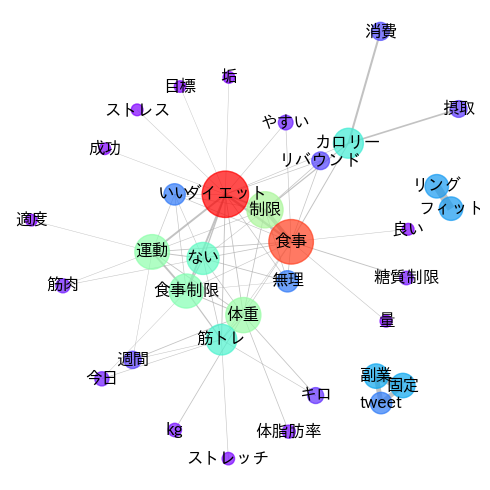 消費
垢
目標
ストレス
摂取
やすい
カロリー
成功
リバウンド
リング
いい
ダイエット
フィット
制限
適度
良い
食事
運動
ない
糖質制限
無理
筋肉
食事制限
体重
量
筋トレ
週間
今日
副業
固定
キロ
tweet
kg
体脂肪率
ストレッチ